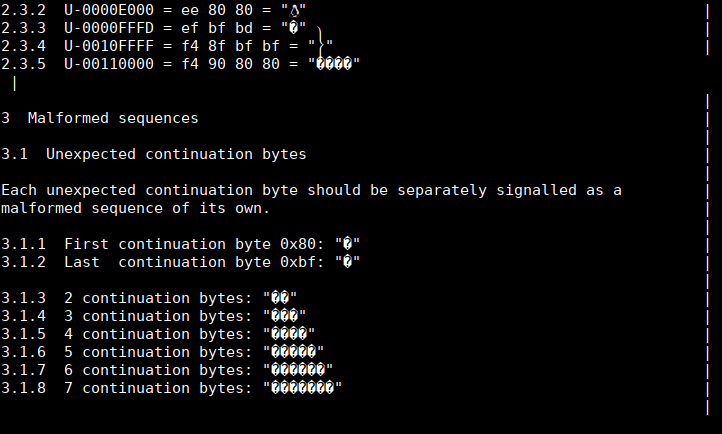 2.3.2  U-0000E000 = ee 80 80 = ""                                            |
2.3.3  U-0000FFFD = ef bf bd = "�"                                            |
2.3.4  U-0010FFFF = f4 8f bf bf = ""                                         |
2.3.5  U-00110000 = f4 90 80 80 = "����"
 |
                                                                              |
3  Malformed sequences                                                        |
                                                                              |
3.1  Unexpected continuation bytes                                            |
                                                                              |
Each unexpected continuation byte should be separately signalled as a         |
malformed sequence of its own.                                                |
                                                                              |
3.1.1  First continuation byte 0x80: "�"                                      |
3.1.2  Last  continuation byte 0xbf: "�"                                      |
                                                                              |
3.1.3  2 continuation bytes: "��"                                             |
3.1.4  3 continuation bytes: "���"                                            |
3.1.5  4 continuation bytes: "����"                                           |
3.1.6  5 continuation bytes: "�����"                                          |
3.1.7  6 continuation bytes: "������"                                         |
3.1.8  7 continuation bytes: "�������"                                        |
                                                                              |